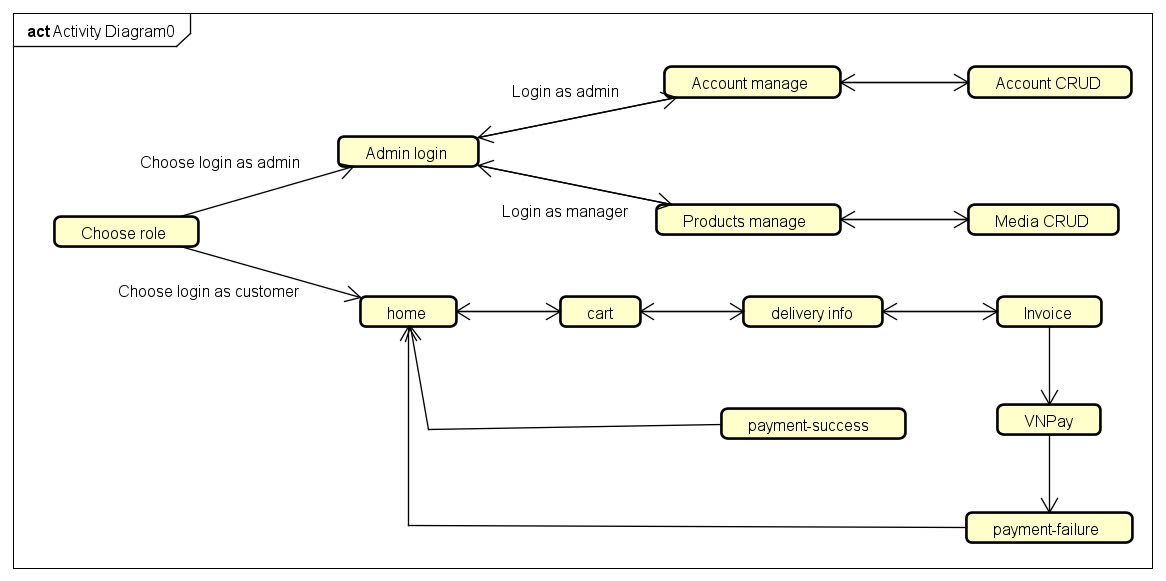 act Activity Diagram0
Login as admin
Account manage
Account CRUD
Choose login as admin
Admin login
Login as manager
Products manage
Media CRUD
Choose role
Choose login as customer
home
cart
delivery info
Invoice
payment-success
VNPay
payment-failure